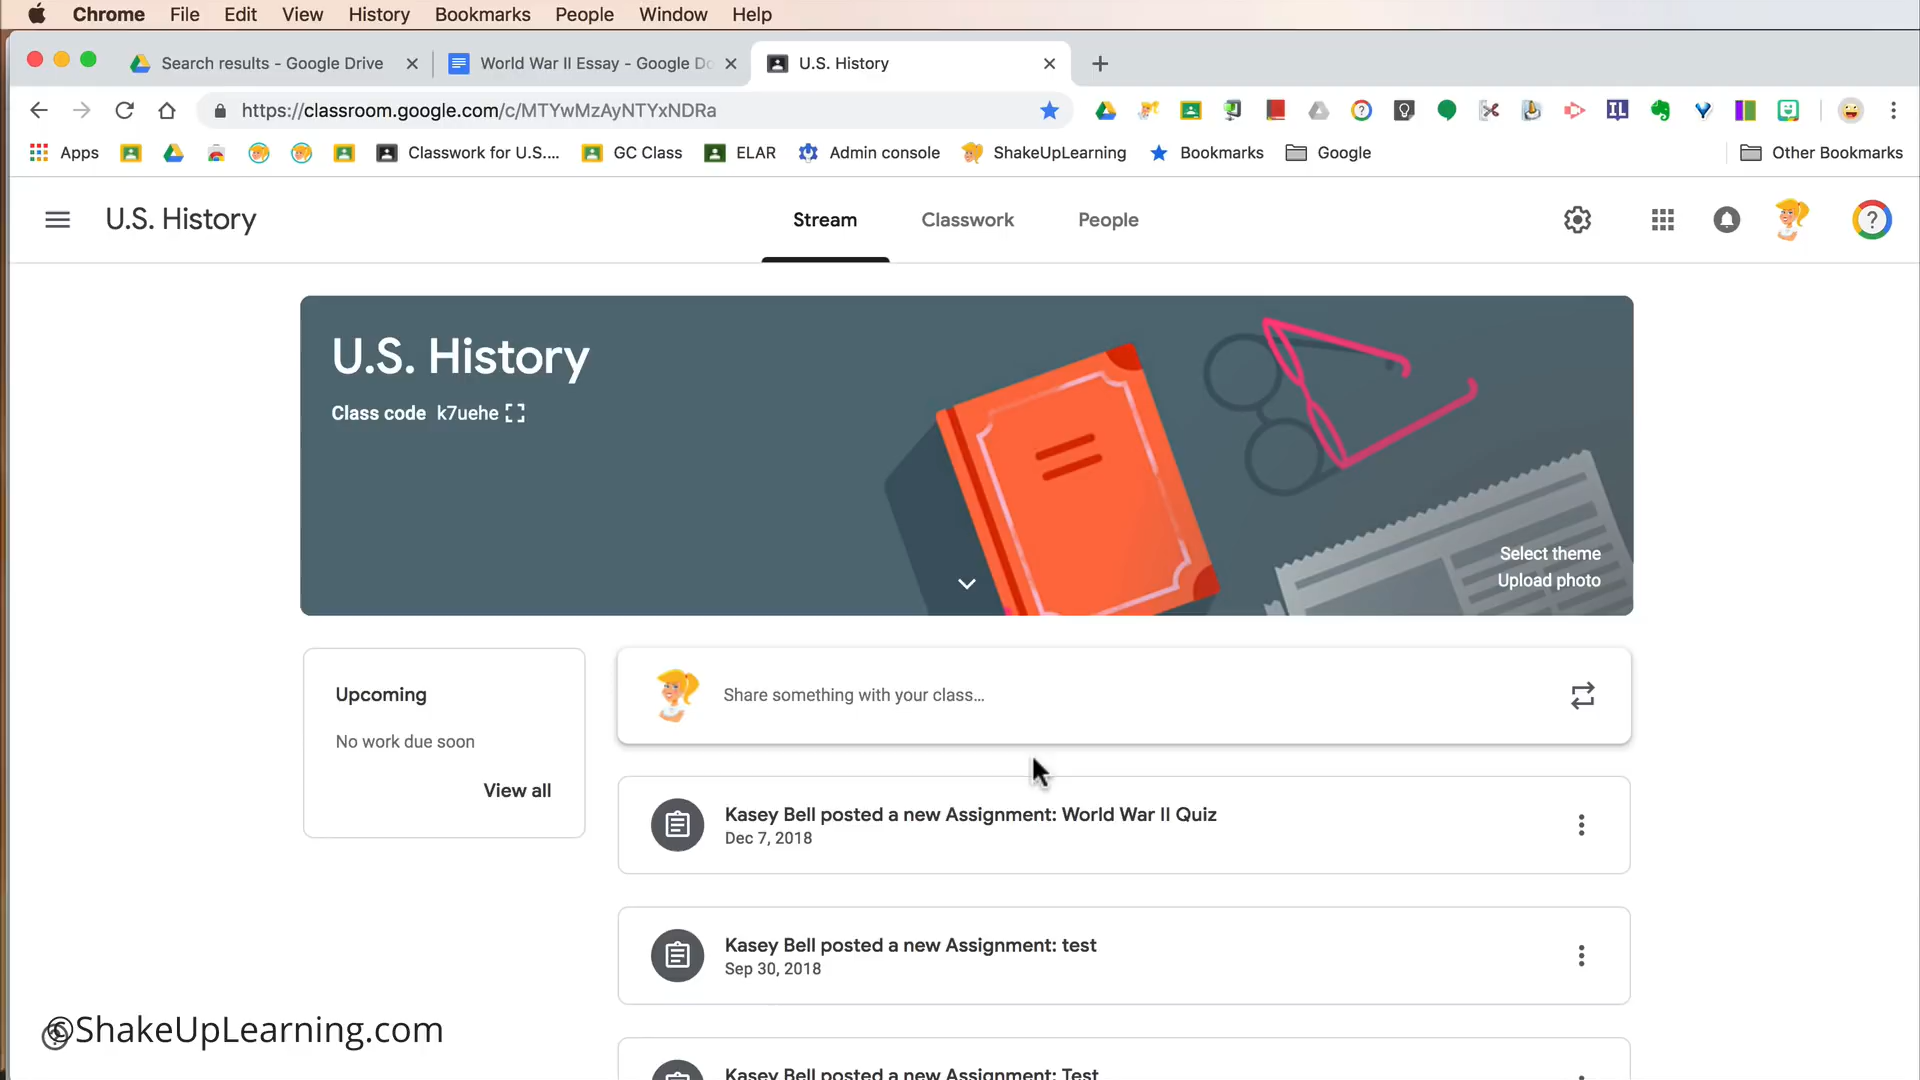 Chrome File Edit View History Bookmarks People Window Help
Search results - Google Drive
World War II Essay - Google Do
U.S. History
https://classroom.google.com/c/MTYwMzAyNTYxNDRa
Apps
Classwork for U.S....
GC Class
ELAR
Admin console
ShakeUpLearning
Bookmarks
Google
Other Bookmarks
U.S. History
Stream
Classwork
People
U.S. History
Class code k7uehe
Select theme
Upload photo
Upcoming
No work due soon
View all
Share something with your class...
Kasey Bell posted a new Assignment: World War II Quiz
Dec 7, 2018
Kasey Bell posted a new Assignment: test
Sep 30, 2018
Kasey Bell posted a new Assignment: Test
©ShakeUpLearning.com